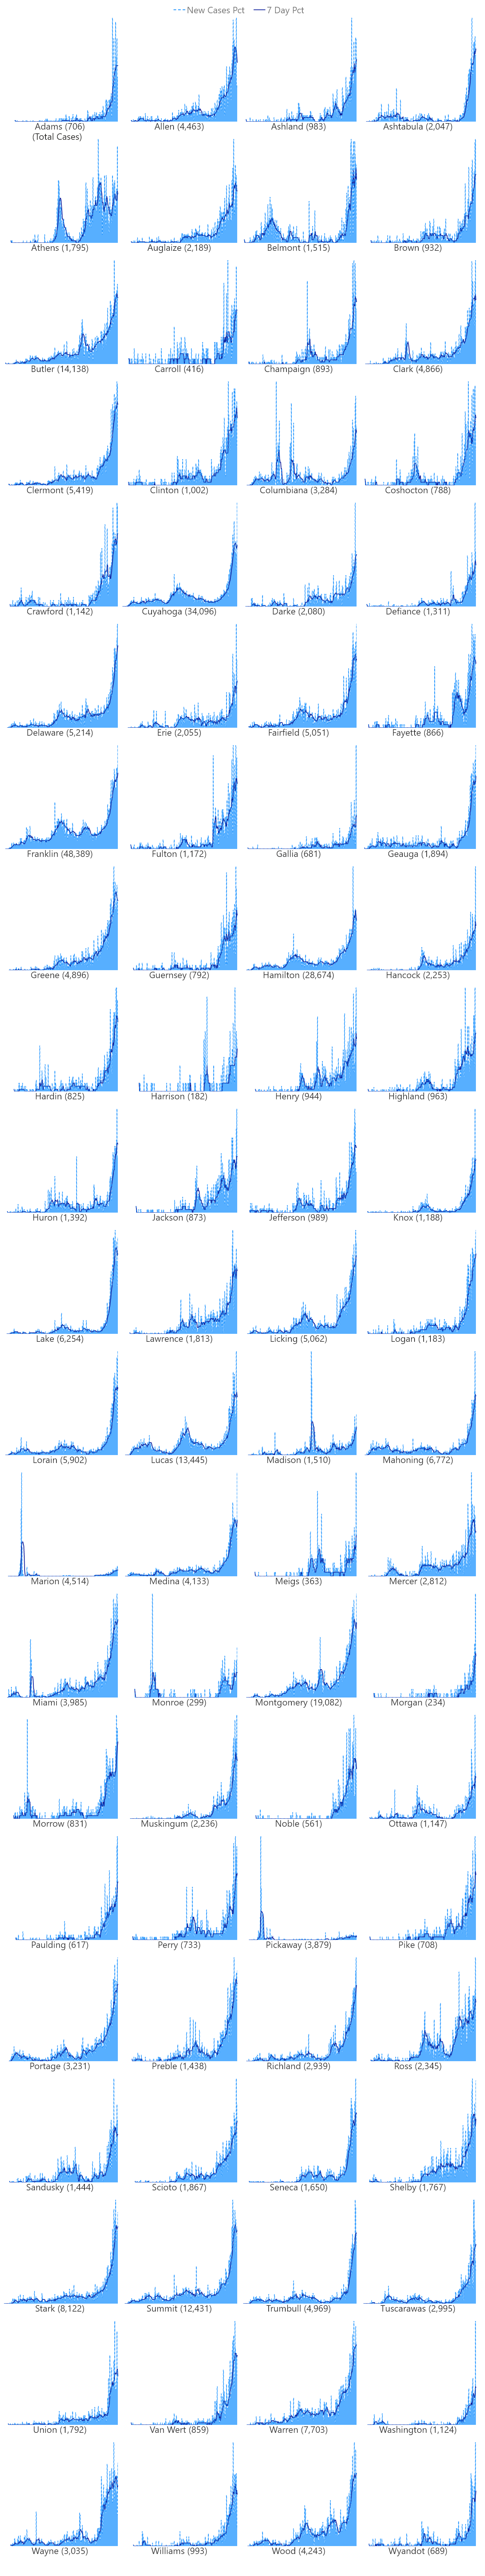 New Cases Pct 7 Day Pct
Adams (706) Allen (4,463) Ashland (983) Ashtabula (2,047)
(Total Cases)
Athens (1,795) Auglaize (2,189) Belmont (1,515) Brown (932)
Butler (14,138) Carroll (416) Champaign (893) Clark (4,866)
Clermont (5,419) Clinton (1,002) Columbiana (3,284) Coshocton (788)
Crawford (1,142) Cuyahoga (34,096) Darke (2,080) Defiance (1,311)
Delaware (5,214) Erie (2,055) Fairfield (5,051) Fayette (866)
Franklin (48,389) Fulton (1,172) Gallia (681) Geauga (1,894)
Greene (4,896) Guernsey (792) Hamilton (28,674) Hancock (2,253)
Hardin (825) Harrison (182) Henry (944) Highland (963)
Huron (1,392) Jackson (873) Jefferson (989) Knox (1,188)
Lake (6,254) Lawrence (1,813) Licking (5,062) Logan (1,183)
Lorain (5,902) Lucas (13,445) Madison (1,510) Mahoning (6,772)
Marion (4,514) Medina (4,133) Meigs (363) Mercer (2,812)
Miami (3,985) Monroe (299) Montgomery (19,082) Morgan (234)
Morrow (831) Muskingum (2,236) Noble (561) Ottawa (1,147)
Paulding (617) Perry (733) Pickaway (3,879) Pike (708)
Portage (3,231) Preble (1,438) Richland (2,939) Ross (2,345)
Sandusky (1,444) Scioto (1,867) Seneca (1,650) Shelby (1,767)
Stark (8,122) Summit (12,431) Trumbull (4,969) Tuscarawas (2,995)
Union (1,792) Van Wert (859) Warren (7,703) Washington (1,124)
Wayne (3,035) Williams (993) Wood (4,243) Wyandot (689)